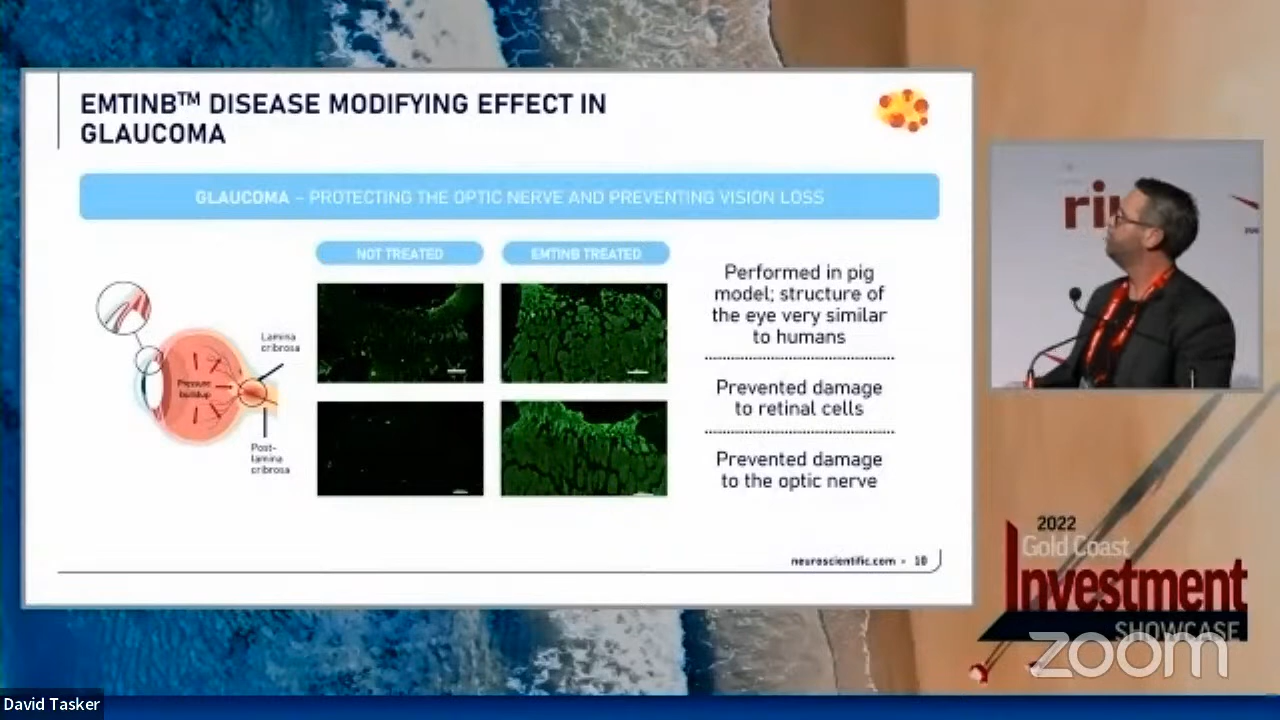 EMTINB™ DISEASE MODIFYING EFFECT IN
GLAUCOMA
GLAUCOMA – PROTECTING THE OPTIC NERVE AND PREVENTING VISION LOSS
NOT TREATED
EMTINB TREATED
Lamina
cribrosa
Pressure
buildup
Post-
lamina
cribrosa
Performed in pig
model; structure of
the eye very similar
to humans
Prevented damage
to retinal cells
Prevented damage
to the optic nerve
neuroscientific.com - 10
2022
Gold Coast
Investment
SHOWCASE
zoom
David Tasker